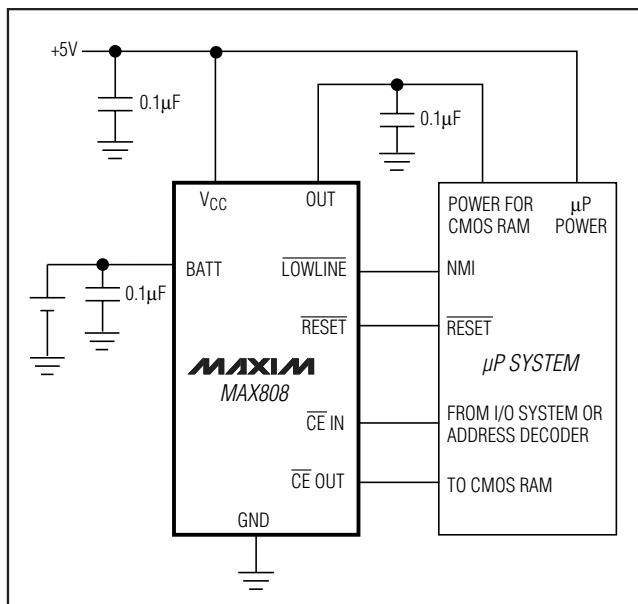 +5V
0.1µF
0.1µF
VCC
OUT
POWER FOR
CMOS RAM
µP
POWER
BATT
LOWLINE
NMI
0.1µF
RESET
RESET
MAXIM
MAX808
µP SYSTEM
CE IN
FROM I/O SYSTEM OR
ADDRESS DECODER
CE OUT
TO CMOS RAM
GND